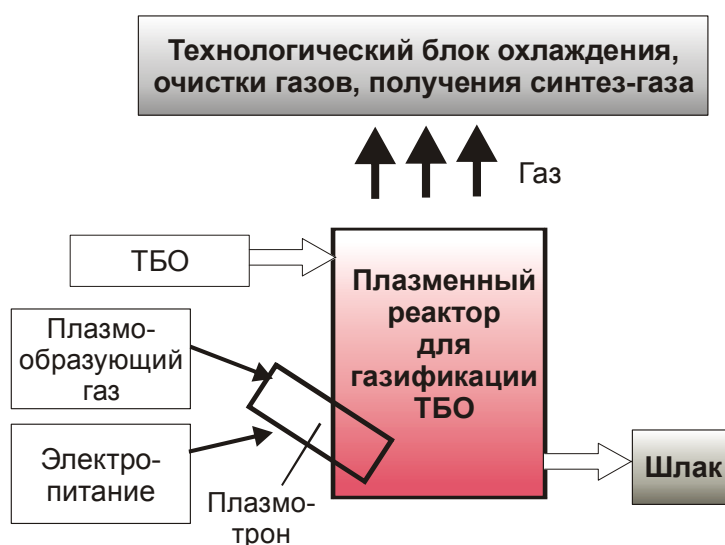 Технологический блок охлаждения,
очистки газов, получения синтез-газа
Газ
ТБО
Плазменный
реактор
для
газификации
ТБО
Плазмо-
образующий
газ
Электро-
питание
Плазмо-
трон
Шлак